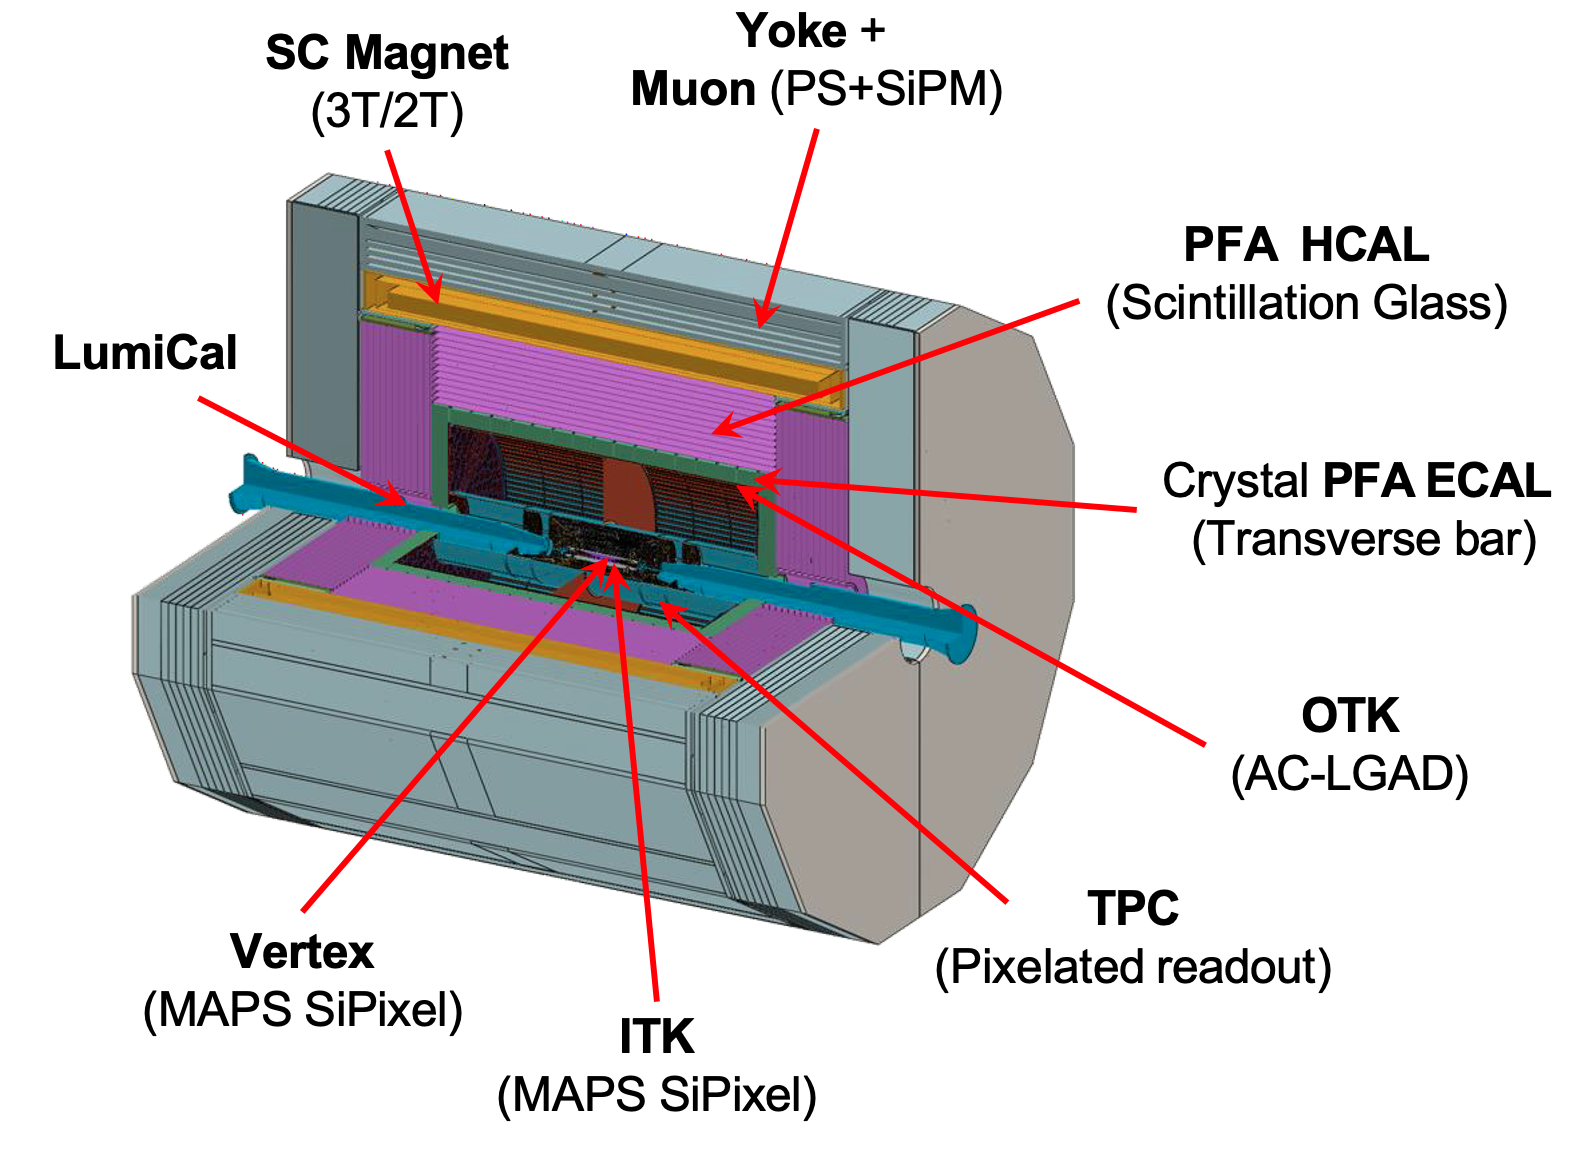 SC Magnet
(3T/2T)
Yoke +
Muon (PS+SiPM)
PFA HCAL
(Scintillation Glass)
LumiCal
Crystal PFA ECAL
(Transverse bar)
OTK
(AC-LGAD)
TPC
(Pixelated readout)
Vertex
(MAPS SiPixel)
ITK
(MAPS SiPixel)